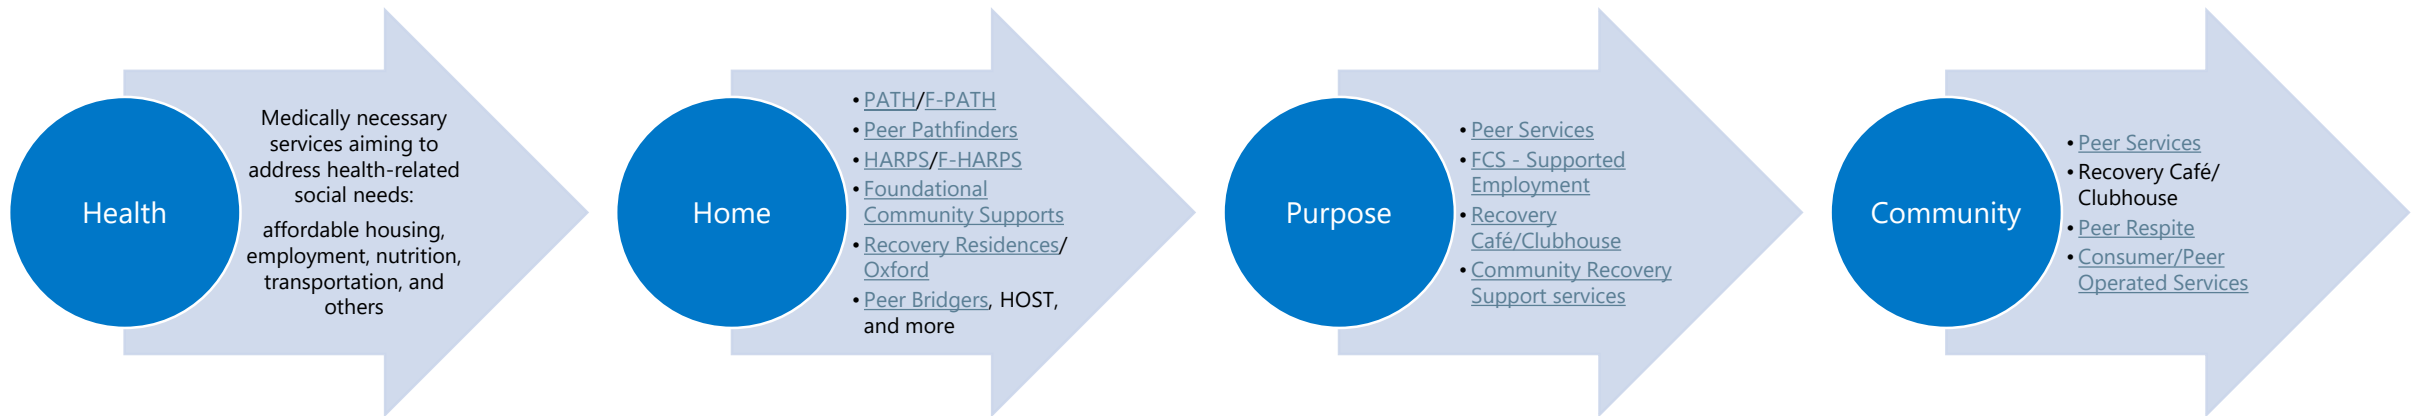 Health
Medically necessary
services aiming to
address health-related
social needs:
affordable housing,
employment, nutrition,
transportation, and
others
Home
• PATH/F-PATH
• Peer Pathfinders
• HARPS/F-HARPS
• Foundational
Community Supports
• Recovery Residences/
Oxford
• Peer Bridgers, HOST,
and more
Purpose
• Peer Services
• FCS - Supported
Employment
• Recovery
Café/Clubhouse
• Community Recovery
Support services
Community
• Peer Services
• Recovery Café/
Clubhouse
• Peer Respite
• Consumer/Peer
Operated Services